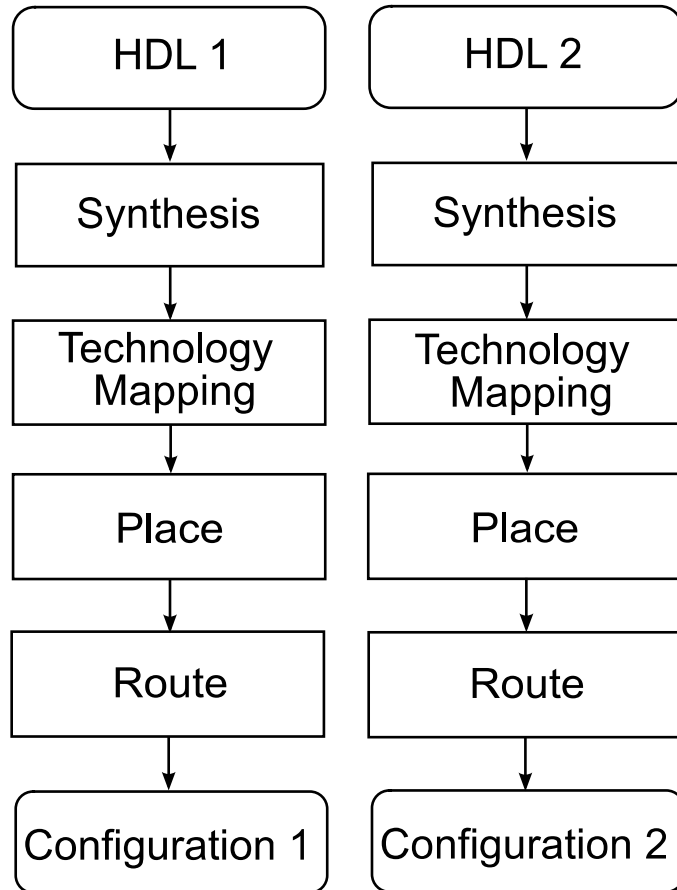 HDL 1
Synthesis
Technology
Mapping
Place
Route
Configuration 1
HDL 2
Synthesis
Technology
Mapping
Place
Route
Configuration 2